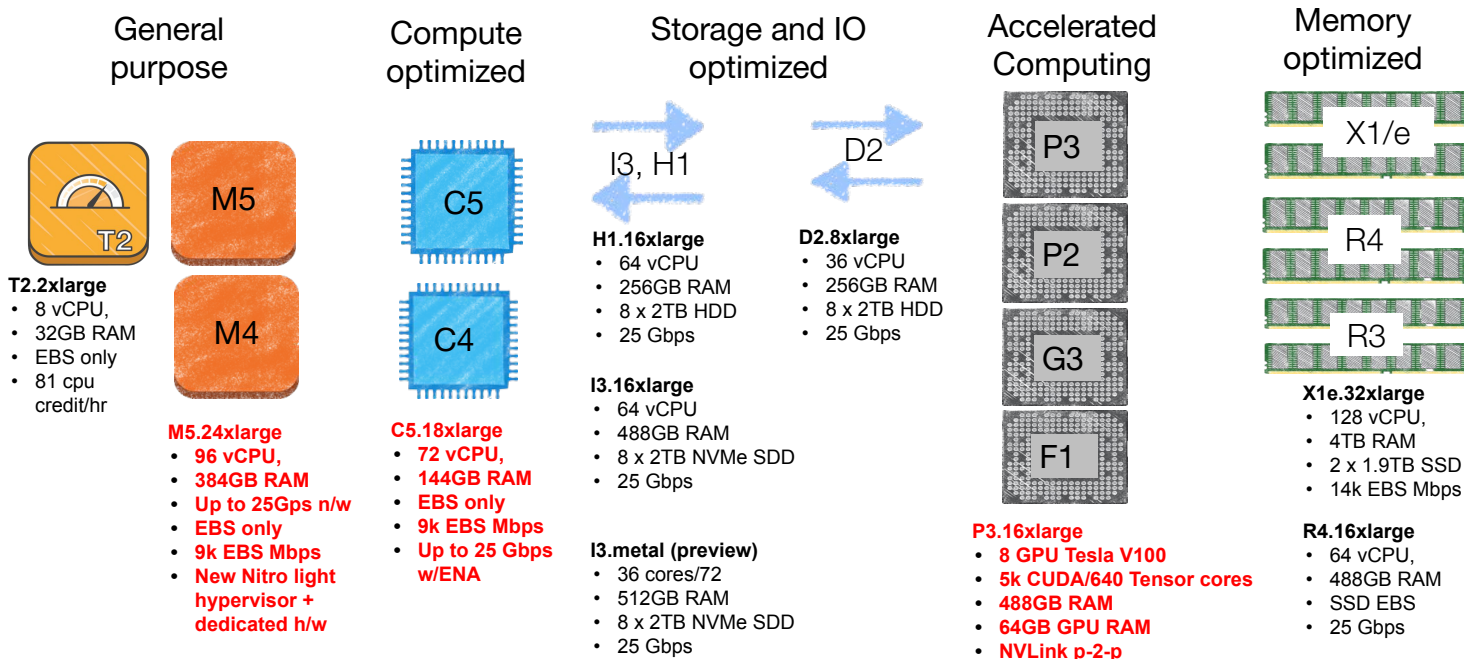 General
purpose
Compute
optimized
Storage and IO
optimized
Accelerated
Computing
Memory
optimized
T2
T2.2xlarge
• 8 vCPU,
• 32GB RAM
• EBS only
• 81 cpu
credit/hr
M5
M4
M5.24xlarge
• 96 vCPU,
• 384GB RAM
• Up to 25Gps n/w
• EBS only
• 9k EBS Mbps
• New Nitro light
hypervisor +
dedicated h/w
C5
C4
C5.18xlarge
• 72 vCPU,
• 144GB RAM
• EBS only
• 9k EBS Mbps
• Up to 25 Gbps
w/ENA
I3, H1
H1.16xlarge
• 64 vCPU
• 256GB RAM
• 8 x 2TB HDD
• 25 Gbps
I3.16xlarge
• 64 vCPU
• 488GB RAM
• 8 x 2TB NVMe SDD
• 25 Gbps
I3.metal (preview)
• 36 cores/72
• 512GB RAM
• 8 x 2TB NVMe SDD
• 25 Gbps
D2
D2.8xlarge
• 36 vCPU
• 256GB RAM
• 8 x 2TB HDD
• 25 Gbps
P3
P2
G3
F1
P3.16xlarge
• 8 GPU Tesla V100
• 5k CUDA/640 Tensor cores
• 488GB RAM
• 64GB GPU RAM
• NVLink p-2-p
X1/e
R4
R3
X1e.32xlarge
• 128 vCPU,
• 4TB RAM
• 2 x 1.9TB SSD
• 14k EBS Mbps
R4.16xlarge
• 64 vCPU,
• 488GB RAM
• SSD EBS
• 25 Gbps